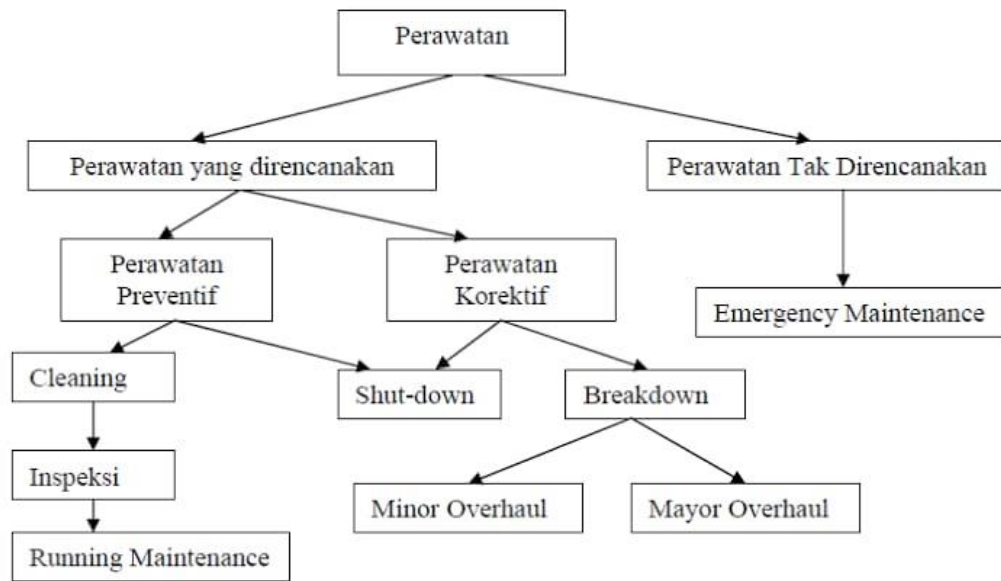 Perawatan
Perawatan yang direncanakan
Perawatan Tak Direncanakan
Perawatan
Preventif
Perawatan
Korektif
Emergency Maintenance
Cleaning
Shut-down
Breakdown
Inspeksi
Minor Overhaul
Mayor Overhaul
Running Maintenance